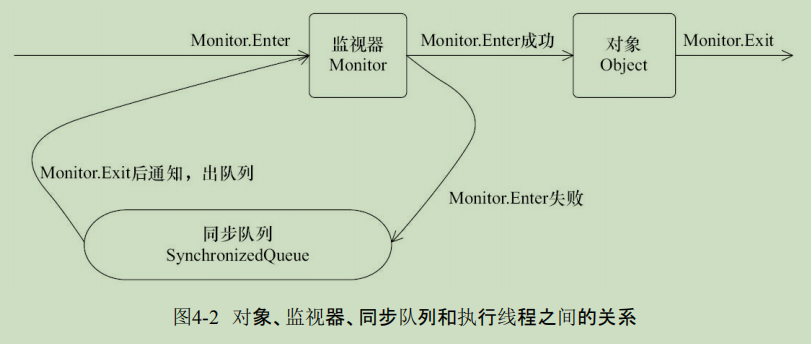 Monitor.Enter
监视器
Monitor
Monitor.Enter成功
对象
Object
Monitor.Exit
Monitor.Exit后通知，出队列
Monitor.Enter失败
同步队列
SynchronizedQueue
图4-2 对象、监视器、同步队列和执行线程之间的关系